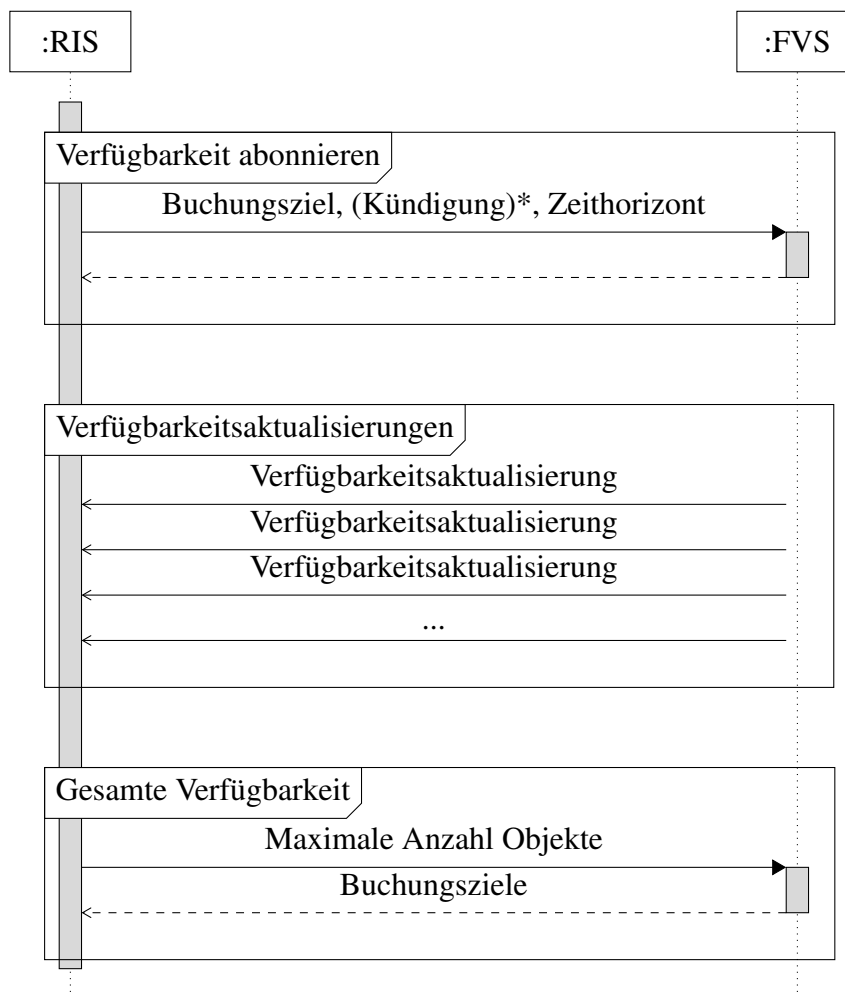 :RIS
:FVS
Verfügbarkeit abonnieren
Buchungsziel, (Kündigung)*, Zeithorizont
Verfügbarkeitsaktualisierungen
Verfügbarkeitsaktualisierung
Verfügbarkeitsaktualisierung
Verfügbarkeitsaktualisierung
...
Gesamte Verfügbarkeit
Maximale Anzahl Objekte
Buchungsziele